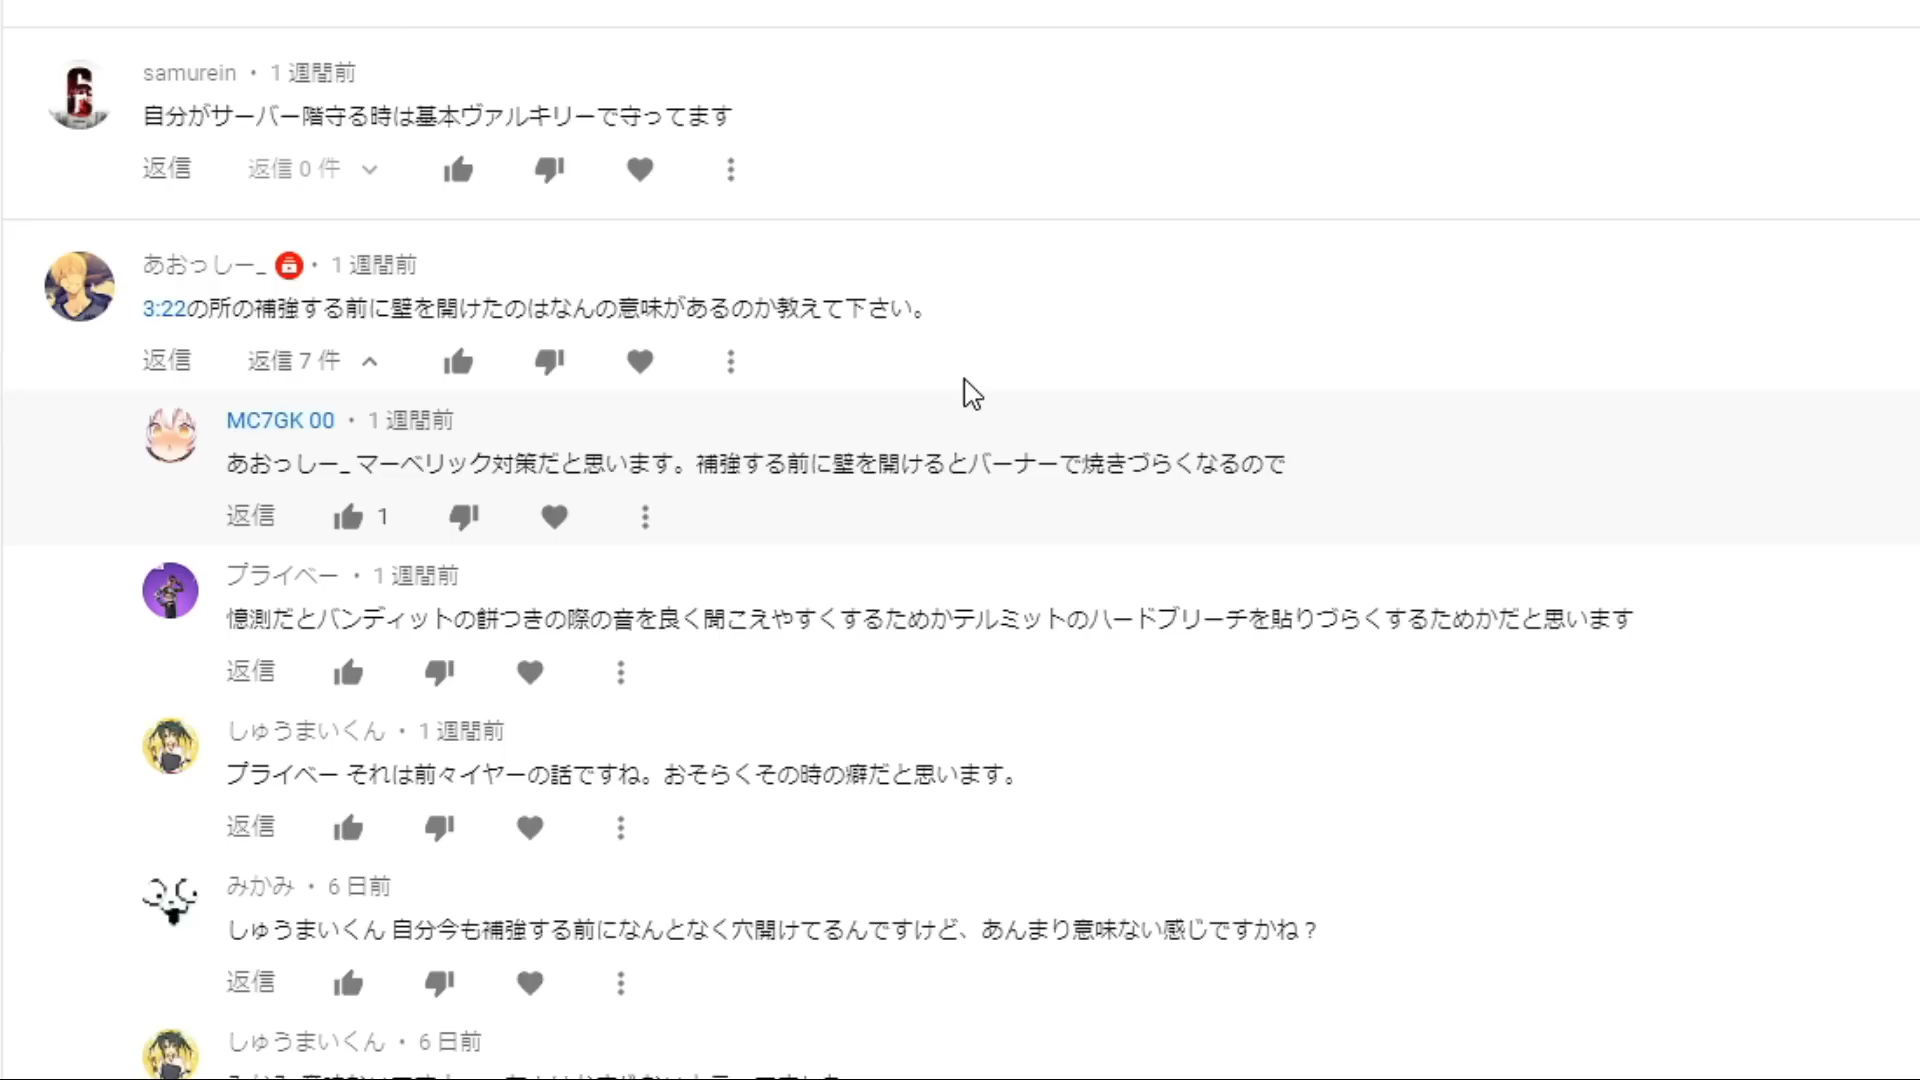 samurein • 1 週間前
自分がサーバー階守る時は基本ヴァルキリーで守ってます
返信 返信 0 件
あおっしー_ • 1 週間前
3:22の所の補強する前に壁を開けたのはなんの意味があるのか教えて下さい。
返信 返信 7 件
MC7GK 00 • 1 週間前
あおっしー_ マーベリック対策だと思います。補強する前に壁を開けるとバーナーで焼きづらくなるので
返信 1
プライベー • 1 週間前
憶測だとバンディットの餅つきの際の音を良く聞こえやすくするためかテルミットのハードブリーチを貼りづらくするためかだと思います
返信
しゅうまいくん • 1 週間前
プライベー それは前々イヤーの話ですね。おそらくその時の癖だと思います。
返信
みかみ • 6 日前
しゅうまいくん 自分今も補強する前になんとなく穴開けてるんですけど、あんまり意味ない感じですかね？
返信
しゅうまいくん • 6 日前